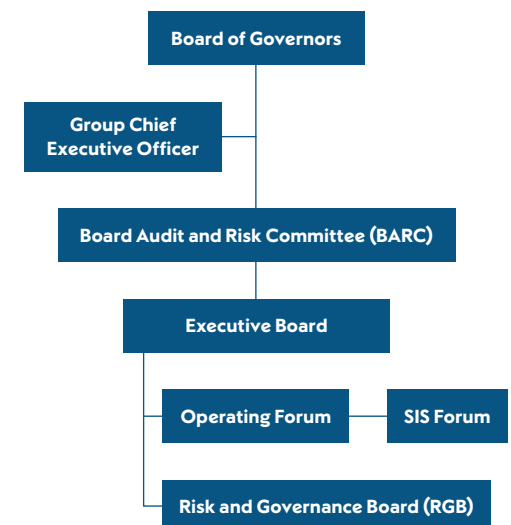 Board of Governors
Group Chief
Executive Officer
Board Audit and Risk Committee (BARC)
Executive Board
Operating Forum
SIS Forum
Risk and Governance Board (RGB)